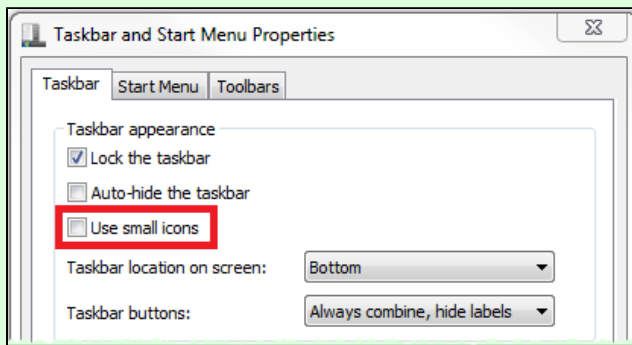 Taskbar and Start Menu Properties
Taskbar Start Menu Toolbars
Taskbar appearance
Lock the taskbar
Auto-hide the taskbar
Use small icons
Taskbar location on screen: Bottom
Taskbar buttons: Always combine, hide labels